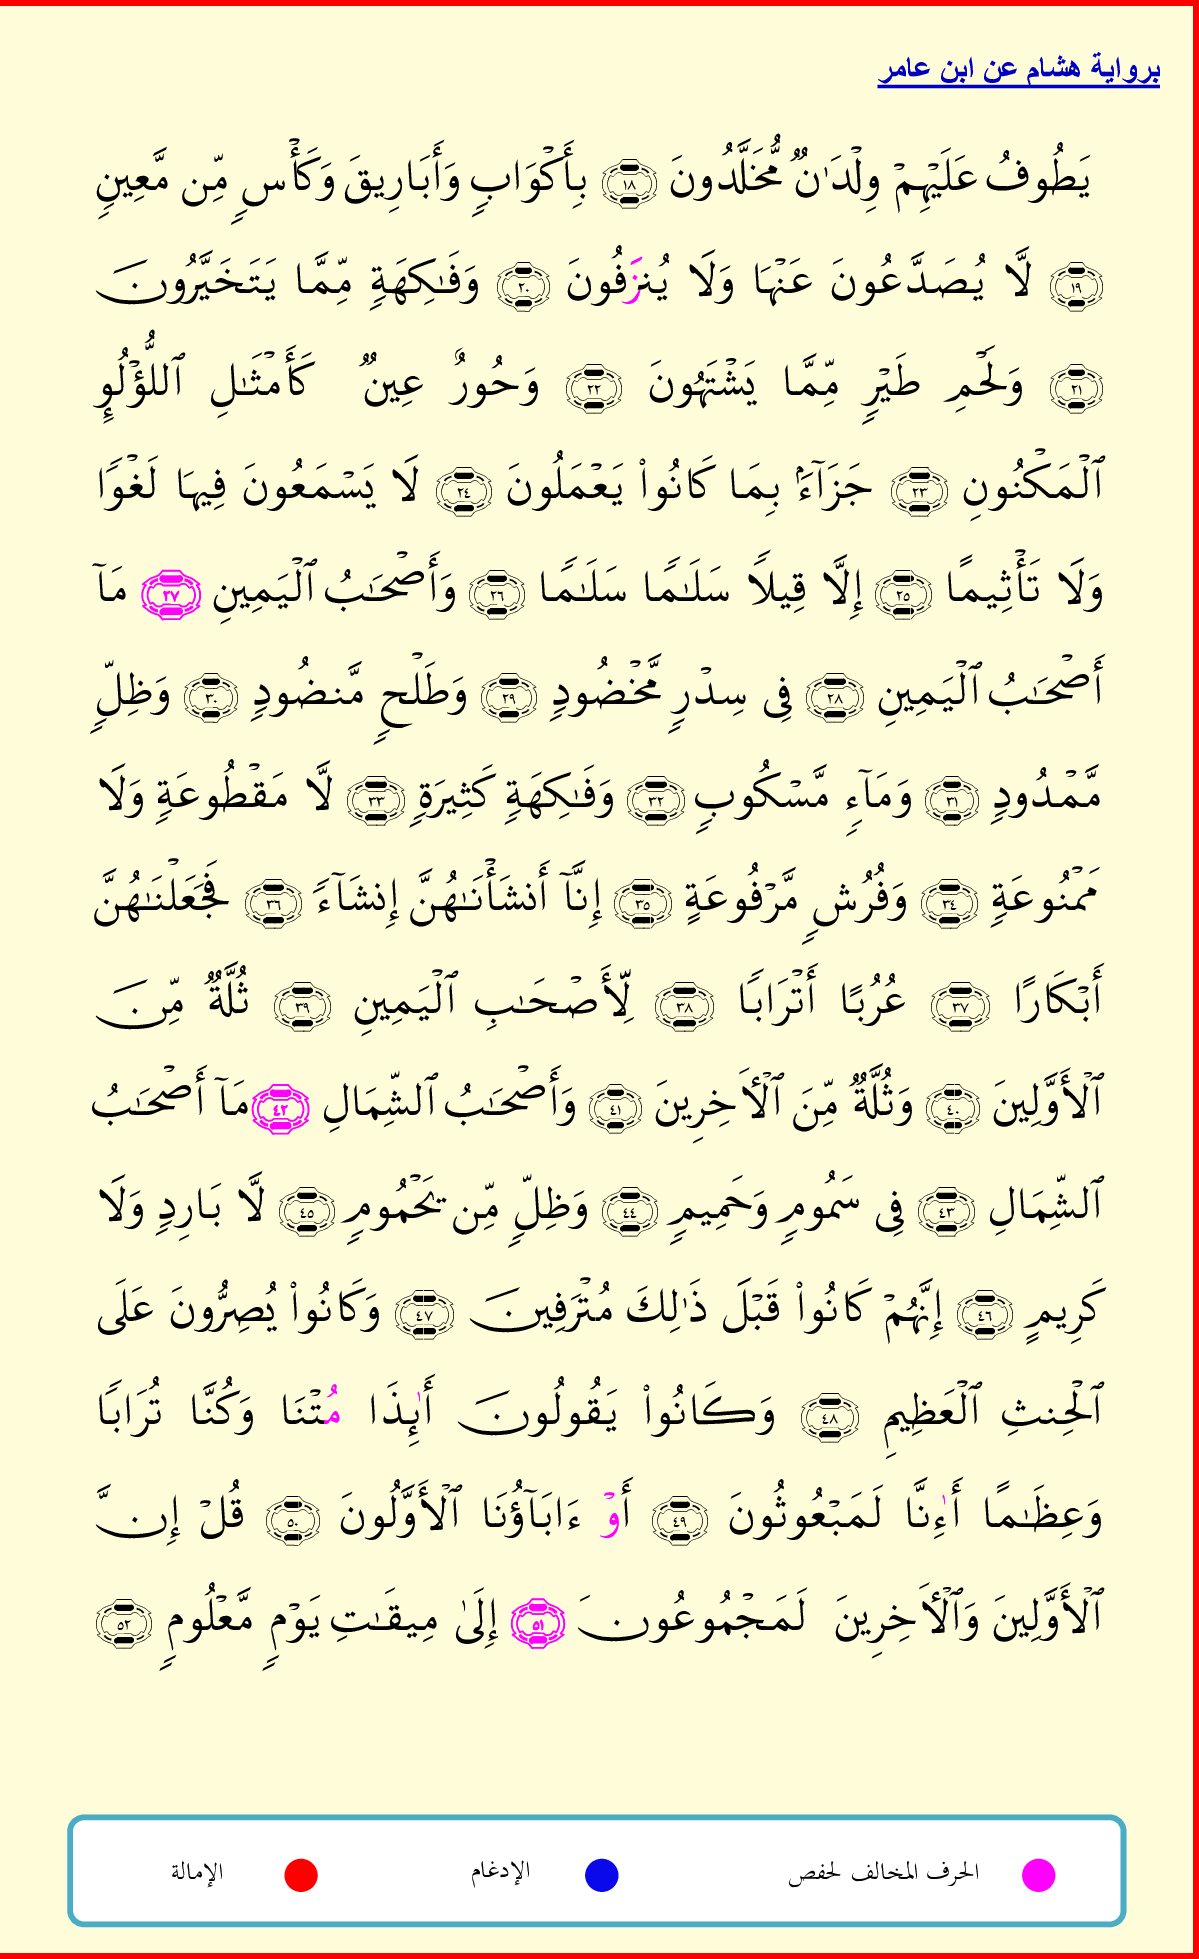 برواية هشام عن ابن عامر
يَطُوفُ عَلَيْهِمْ وِلْدَٰنٌ مُّخَلَّدُونَ ١٨ بِأَكْوَابٍ وَأَبَارِيقَ وَكَأْسٍ مِّن مَّعِينٍ
١٩ لَّا يُصَدَّعُونَ عَنْهَا وَلَا يُنزَفُونَ ٢٠ وَفَٰكِهَةٍ مِّمَّا يَتَخَيَّرُونَ
٢١ وَلَحْمِ طَيْرٍ مِّمَّا يَشْتَهُونَ ٢٢ وَحُورٌ عِينٌ كَأَمْثَٰلِ ٱللُّؤْلُوِٕ
ٱلْمَكْنُونِ ٢٣ جَزَآءًۢ بِمَا كَانُوا۟ يَعْمَلُونَ ٢٤ لَا يَسْمَعُونَ فِيهَا لَغْوًا
وَلَا تَأْثِيمًا ٢٥ إِلَّا قِيلًا سَلَٰمًا سَلَٰمًا ٢٦ وَأَصْحَٰبُ ٱلْيَمِينِ ٢٧ مَآ
أَصْحَٰبُ ٱلْيَمِينِ ٢٨ فِى سِدْرٍ مَّخْضُودٍ ٢٩ وَطَلْحٍ مَّنضُودٍ ٣٠ وَظِلٍّ
مَّمْدُودٍ ٣١ وَمَآءٍ مَّسْكُوبٍ ٣٢ وَفَٰكِهَةٍ كَثِيرَةٍ ٣٣ لَّا مَقْطُوعَةٍ وَلَا
مَمْنُوعَةٍ ٣٤ وَفُرُشٍ مَّرْفُوعَةٍ ٣٥ إِنَّآ أَنشَأْنَٰهُنَّ إِنشَآءً ٣٦ فَجَعَلْنَٰهُنَّ
أَبْكَارًا ٣٧ عُرُبًا أَتْرَابًا ٣٨ لِّأَصْحَٰبِ ٱلْيَمِينِ ٣٩ ثُلَّةٌ مِّنَ
ٱلْأَوَّلِينَ ٤٠ وَثُلَّةٌ مِّنَ ٱلْأَخِرِينَ ٤١ وَأَصْحَٰبُ ٱلشِّمَالِ ٤٢ مَآ أَصْحَٰبُ
ٱلشِّمَالِ ٤٣ فِى سَمُومٍ وَحَمِيمٍ ٤٤ وَظِلٍّ مِّن يَحْمُومٍ ٤٥ لَّا بَارِدٍ وَلَا
كَرِيمٍ ٤٦ إِنَّهُمْ كَانُوا۟ قَبْلَ ذَٰلِكَ مُتْرَفِينَ ٤٧ وَكَانُوا۟ يُصِرُّونَ عَلَى
ٱلْحِنثِ ٱلْعَظِيمِ ٤٨ وَكَانُوا۟ يَقُولُونَ أَئِٰذَا مُتْنَا وَكُنَّا تُرَابًا
وَعِظَٰمًا أَٰءِنَّا لَمَبْعُوثُونَ ٤٩ أَوْ ءَابَآؤُنَا ٱلْأَوَّلُونَ ٥٠ قُلْ إِنَّ
ٱلْأَوَّلِينَ وَٱلْأَخِرِينَ لَمَجْمُوعُونَ ٥١ إِلَىٰ مِيقَٰتِ يَوْمٍ مَّعْلُومٍ ٥٢
الحرف المخالف لحفص الإدغام الإمالة